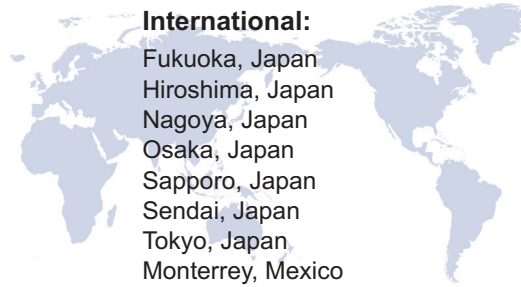 International:
Fukuoka, Japan
Hiroshima, Japan
Nagoya, Japan
Osaka, Japan
Sapporo, Japan
Sendai, Japan
Tokyo, Japan
Monterrey, Mexico